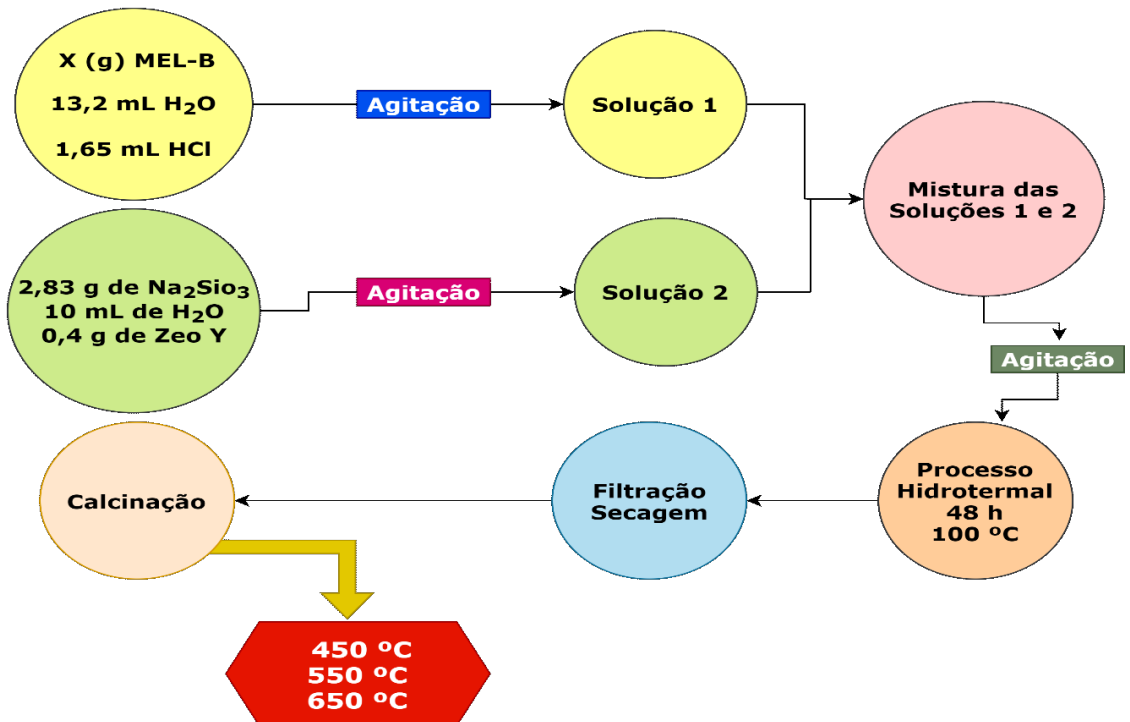 X (g) MEL-B
13,2 mL H₂O
1,65 mL HCl
Agitação
Solução 1
2,83 g de Na₂Sio₃
10 mL de H₂O
0,4 g de Zeo Y
Agitação
Solução 2
Mistura das
Soluções 1 e 2
Agitação
Processo
Hidrotermal
48 h
100 ºC
Filtração
Secagem
Calcinação
450 ºC
550 ºC
650 ºC